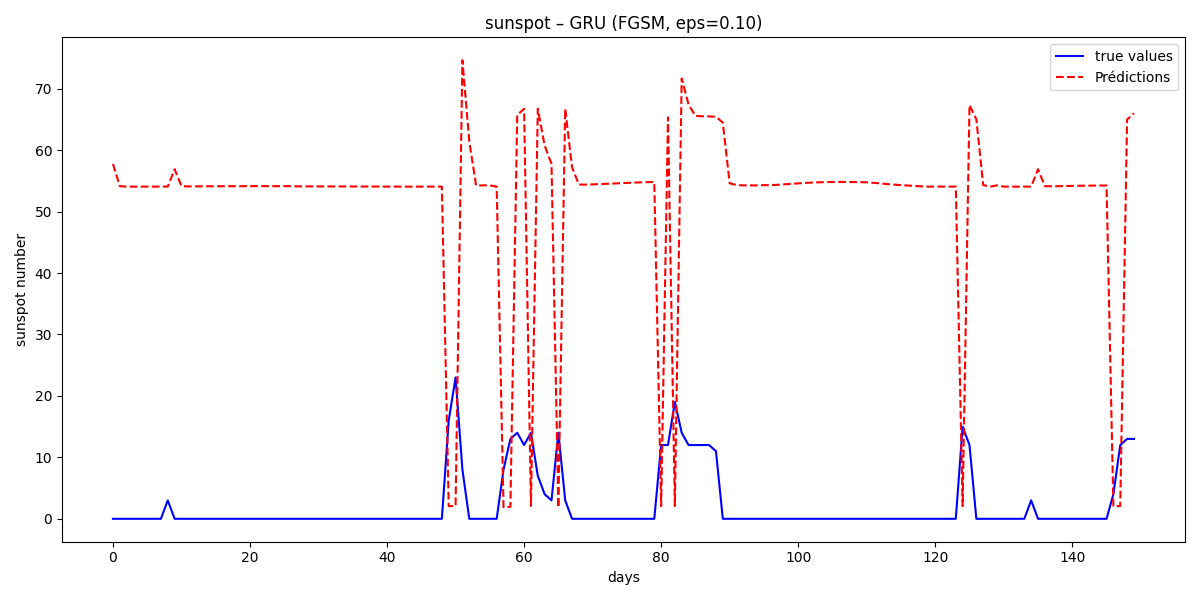 sunspot – GRU (FGSM, eps=0.10)
true values
Prédictions
sunspot number
70
60
50
40
30
20
10
0
0 20 40 60 80 100 120 140
days